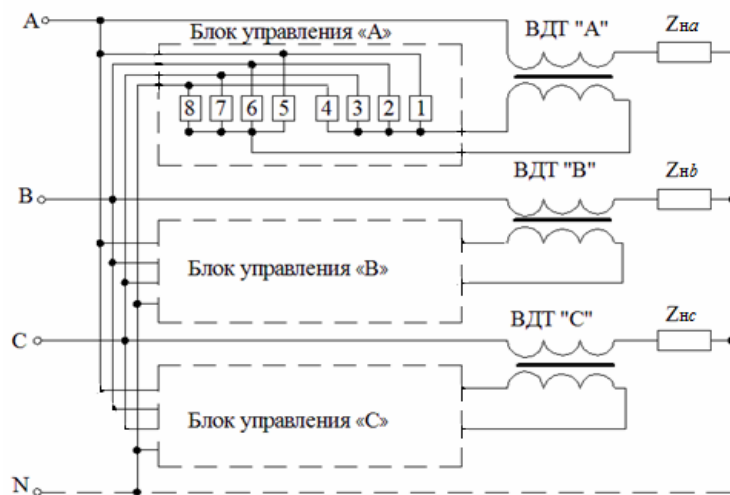 A
Блок управления «А»
ВДТ "А"
Zна
8 7 6 5 4 3 2 1
B
ВДТ "В"
Zнb
Блок управления «В»
C
ВДТ "С"
Zнс
Блок управления «С»
N